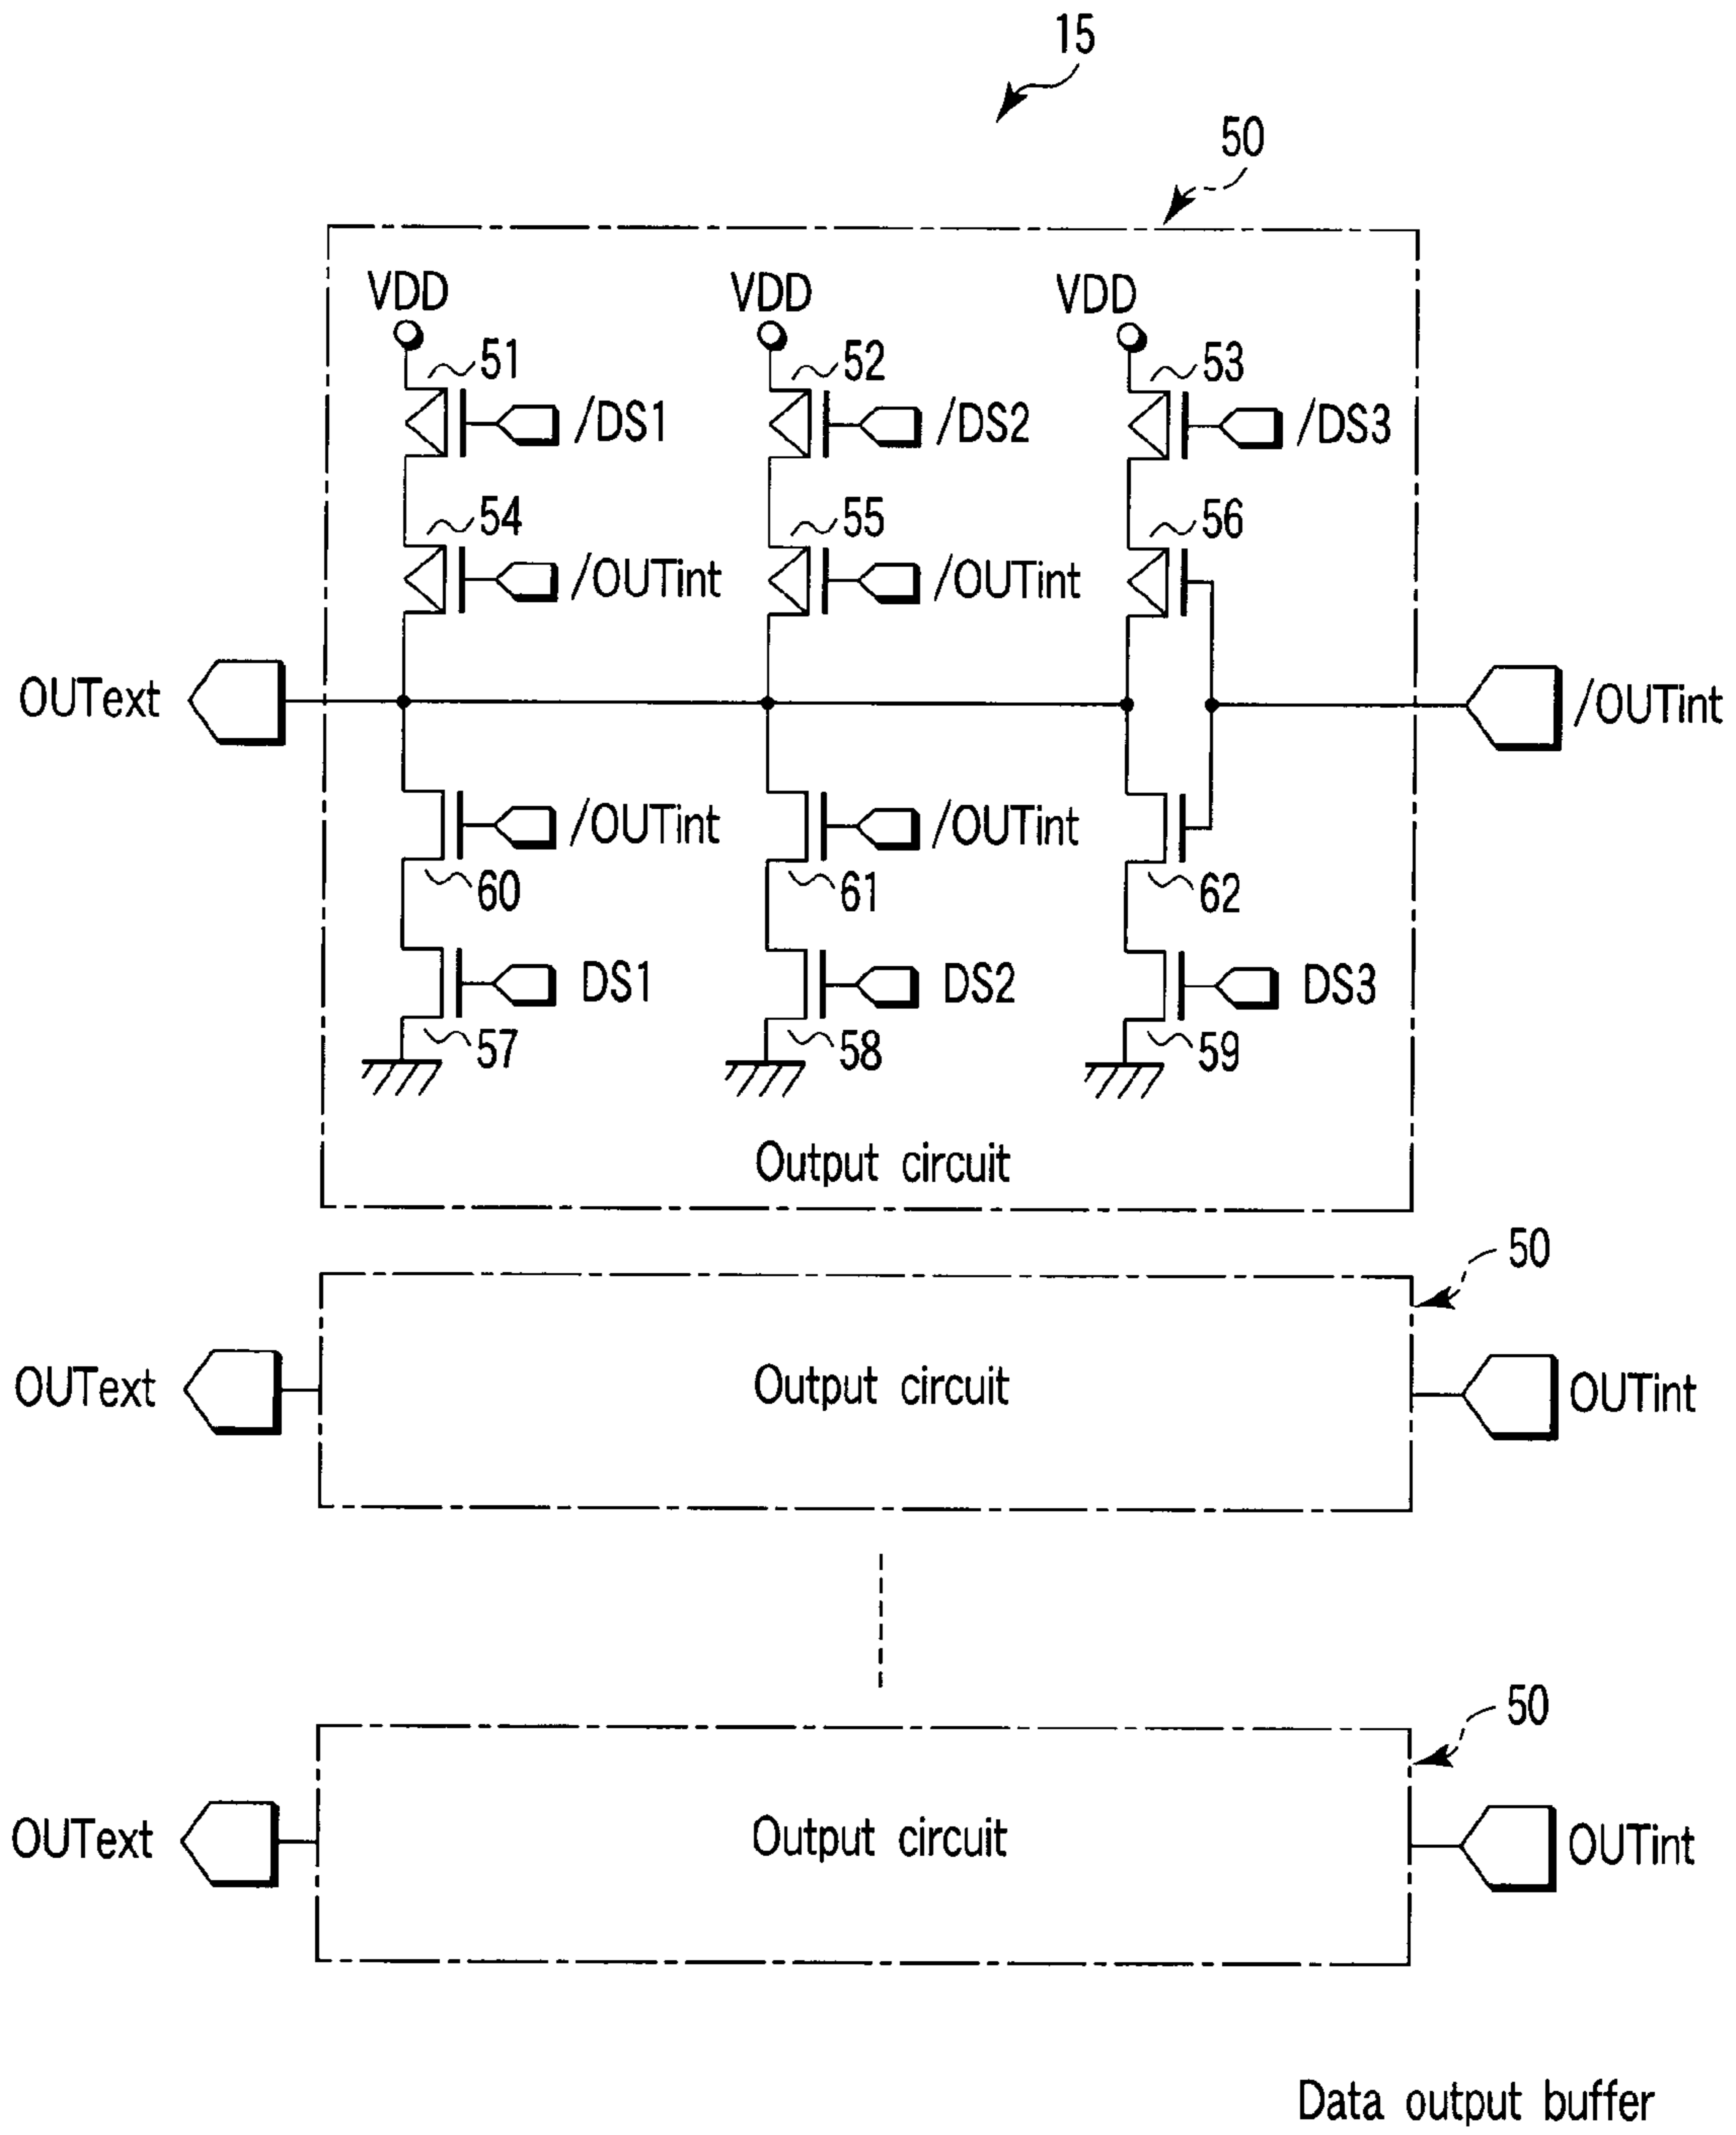 15
50
VDD VDD VDD
51 52 53
/DS1 /DS2 /DS3
54 55 56
/OUTint /OUTint
OUText /OUTint
/OUTint /OUTint
60 61 62
DS1 DS2 DS3
57 58 59
Output circuit
50
OUText Output circuit OUTint
50
OUText Output circuit OUTint
Data output buffer